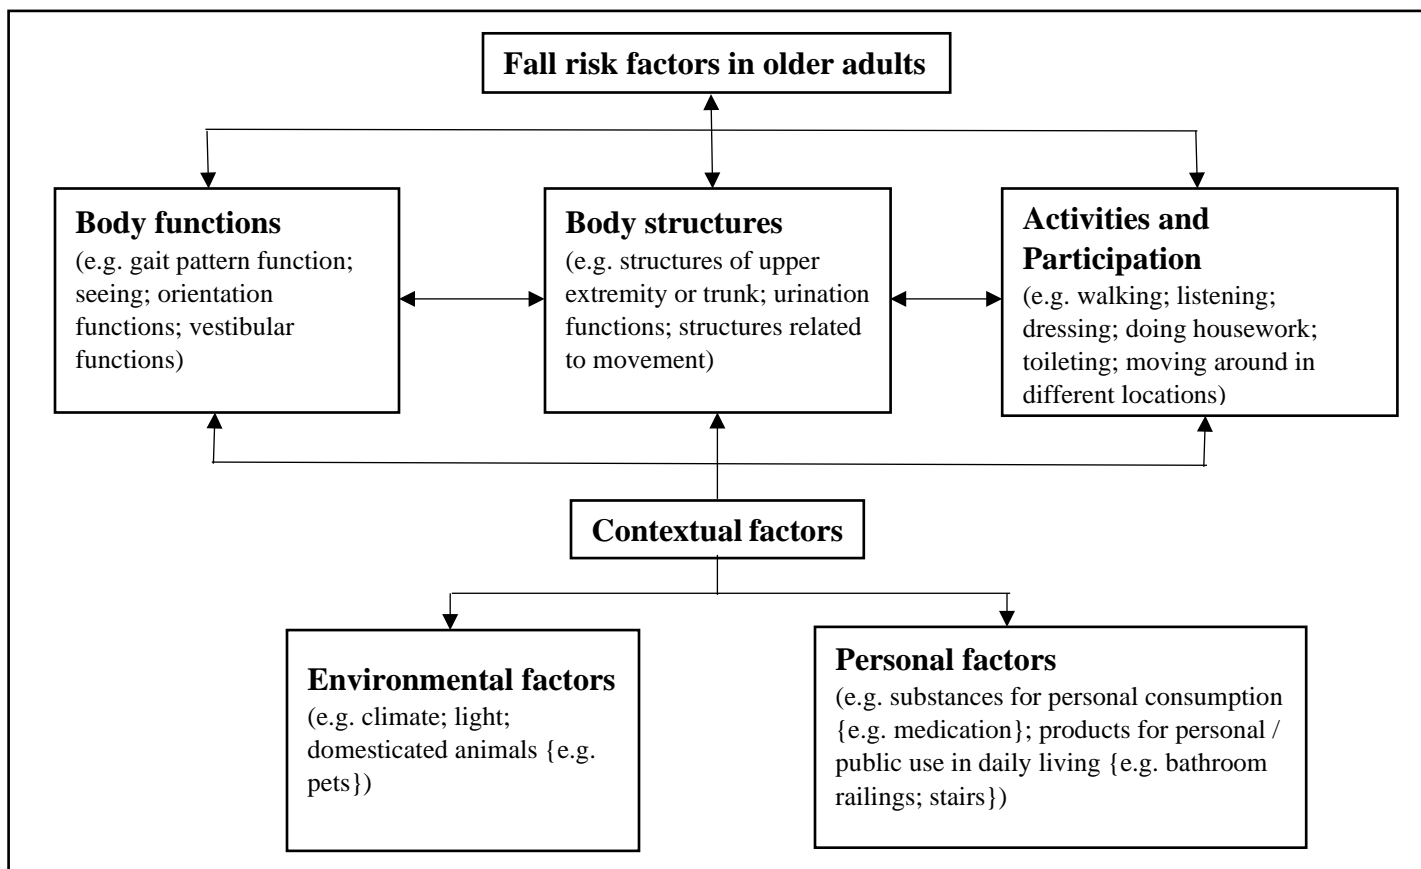 Fall risk factors in older adults
Body functions
(e.g. gait pattern function;
seeing; orientation
functions; vestibular
functions)
Body structures
(e.g. structures of upper
extremity or trunk; urination
functions; structures related
to movement)
Activities and
Participation
(e.g. walking; listening;
dressing; doing housework;
toileting; moving around in
different locations)
Contextual factors
Environmental factors
(e.g. climate; light;
domesticated animals {e.g.
pets})
Personal factors
(e.g. substances for personal consumption
{e.g. medication}; products for personal /
public use in daily living {e.g. bathroom
railings; stairs})